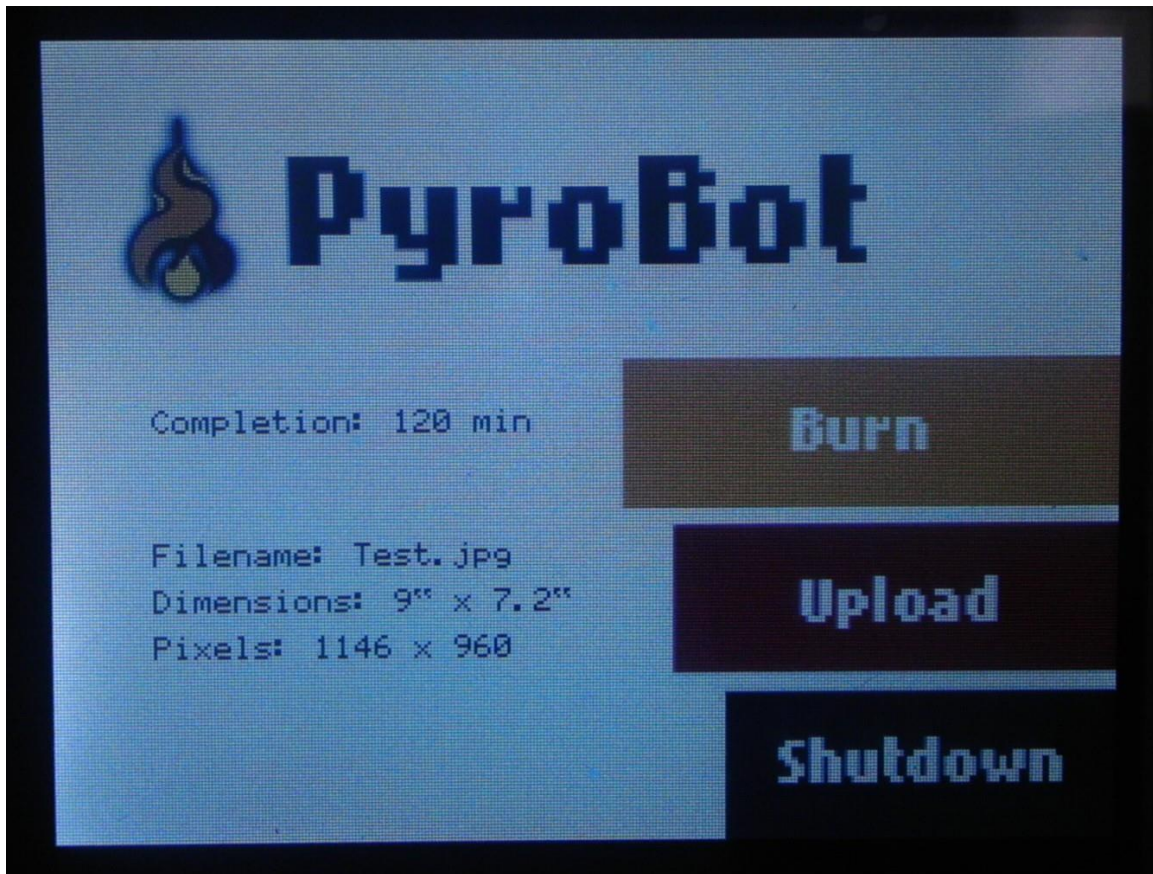 PyroBot
Completion: 120 min
Burn
Filename: Test.jpg
Dimensions: 9" x 7.2"
Pixels: 1146 x 960
Upload
Shutdown